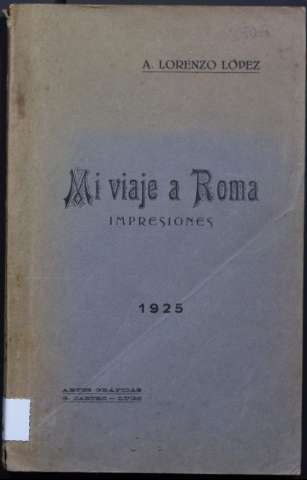 A. LORENZO LÓPEZ
Mi viaje a Roma
IMPRESIONES
1925
ARTES GRÁFICAS
G. CASTRO - LUGO